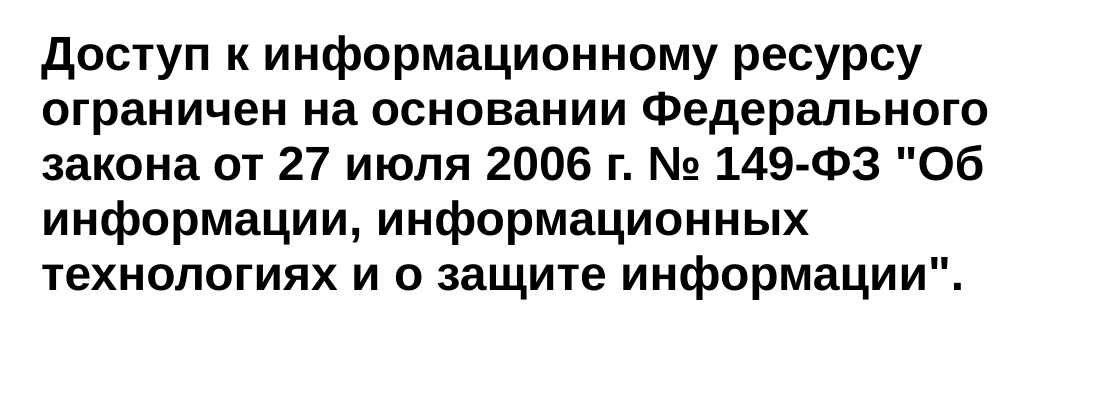 Доступ к информационному ресурсу
ограничен на основании Федерального
закона от 27 июля 2006 г. № 149-ФЗ "Об
информации, информационных
технологиях и о защите информации".